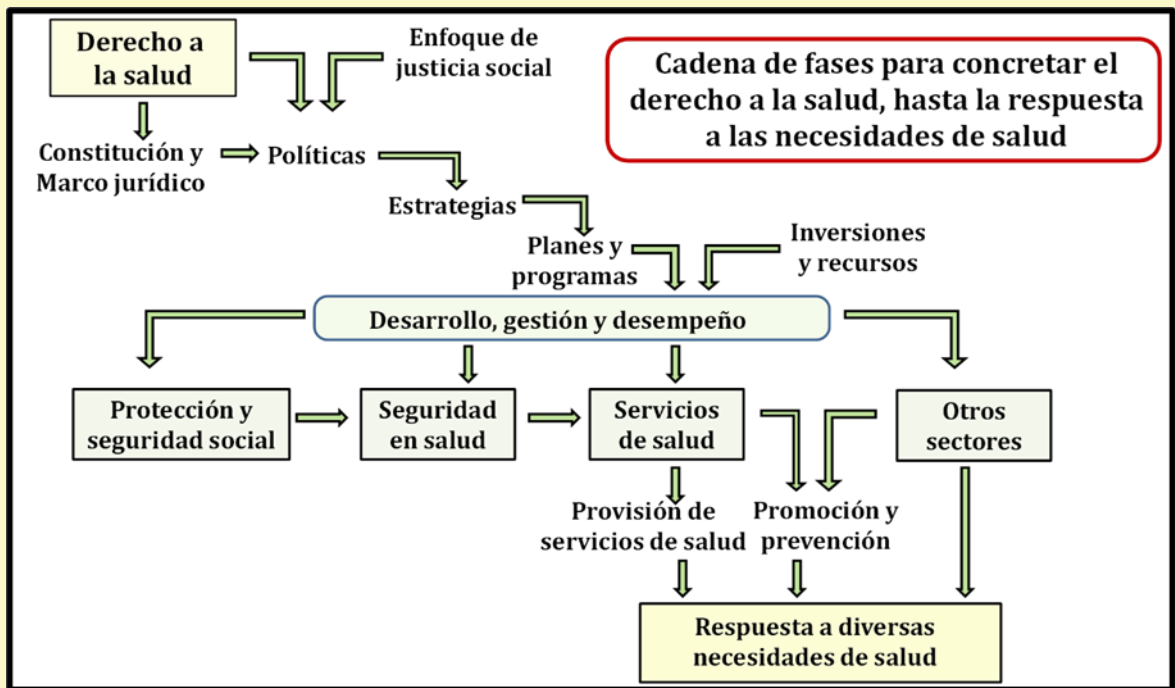 Derecho a
la salud
Enfoque de
justicia social
Cadena de fases para concretar el
derecho a la salud, hasta la respuesta
a las necesidades de salud
Constitución y
Marco jurídico
Políticas
Estrategias
Planes y
programas
Inversiones
y recursos
Desarrollo, gestión y desempeño
Protección y
seguridad social
Seguridad
en salud
Servicios
de salud
Otros
sectores
Provisión de
servicios de salud
Promoción y
prevención
Respuesta a diversas
necesidades de salud